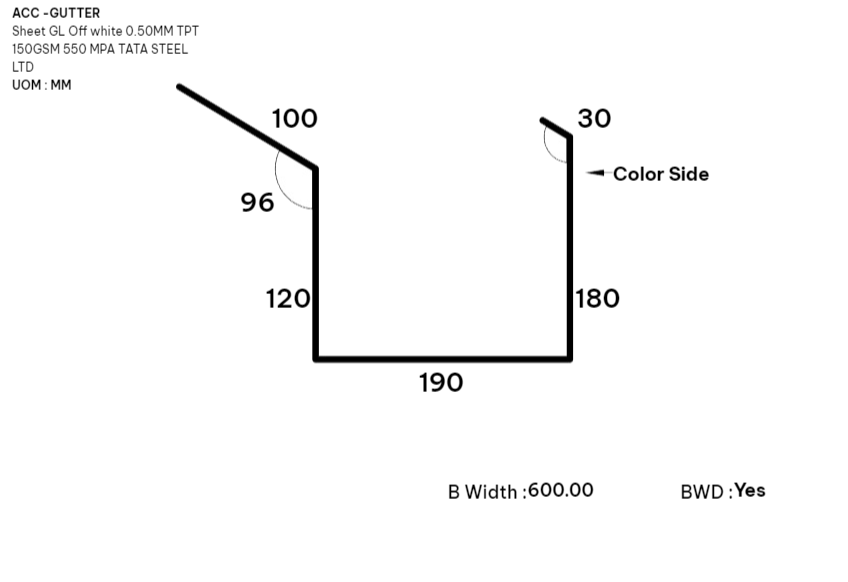 ACC -GUTTER
Sheet GL Off white 0.50MM TPT
150GSM 550 MPA TATA STEEL
LTD
UOM : MM
100
30
Color Side
96
120
180
190
B Width :600.00
BWD :Yes